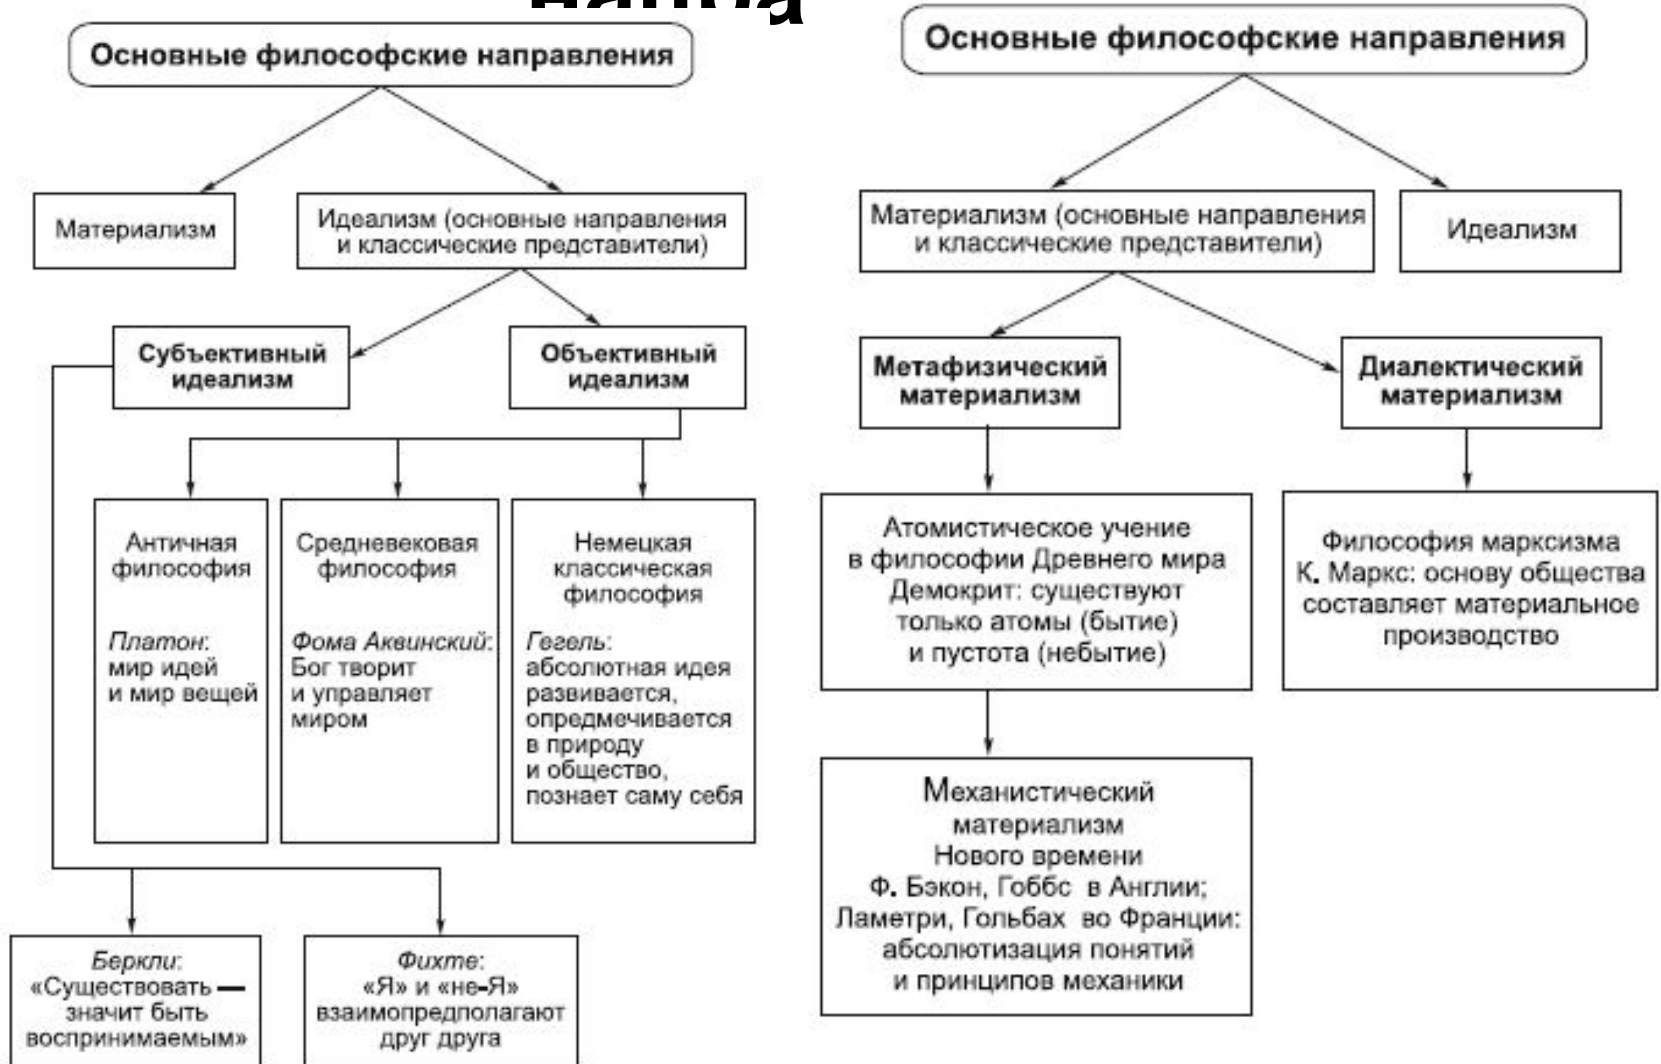 Основные философские направления
Материализм
Идеализм (основные направления
и классические представители)
Субъективный
идеализм
Объективный
идеализм
Античная
философия
Платон:
мир идей
и мир вещей
Средневековая
философия
Фома Аквинский:
Бог творит
и управляет
миром
Немецкая
классическая
философия
Гегель:
абсолютная идея
развивается,
опредмечивается
в природу
и общество,
познает саму себя
Беркли:
«Существовать —
значит быть
воспринимаемым»
Фихте:
«Я» и «не-Я»
взаимопредполагают
друг друга
Основные философские направления
Материализм (основные направления
и классические представители)
Идеализм
Метафизический
материализм
Диалектический
материализм
Атомистическое учение
в философии Древнего мира
Демокрит: существуют
только атомы (бытие)
и пустота (небытие)
Философия марксизма
К. Маркс: основу общества
составляет материальное
производство
Механистический
материализм
Нового времени
Ф. Бэкон, Гоббс в Англии;
Ламетри, Гольбах во Франции:
абсолютизация понятий
и принципов механики